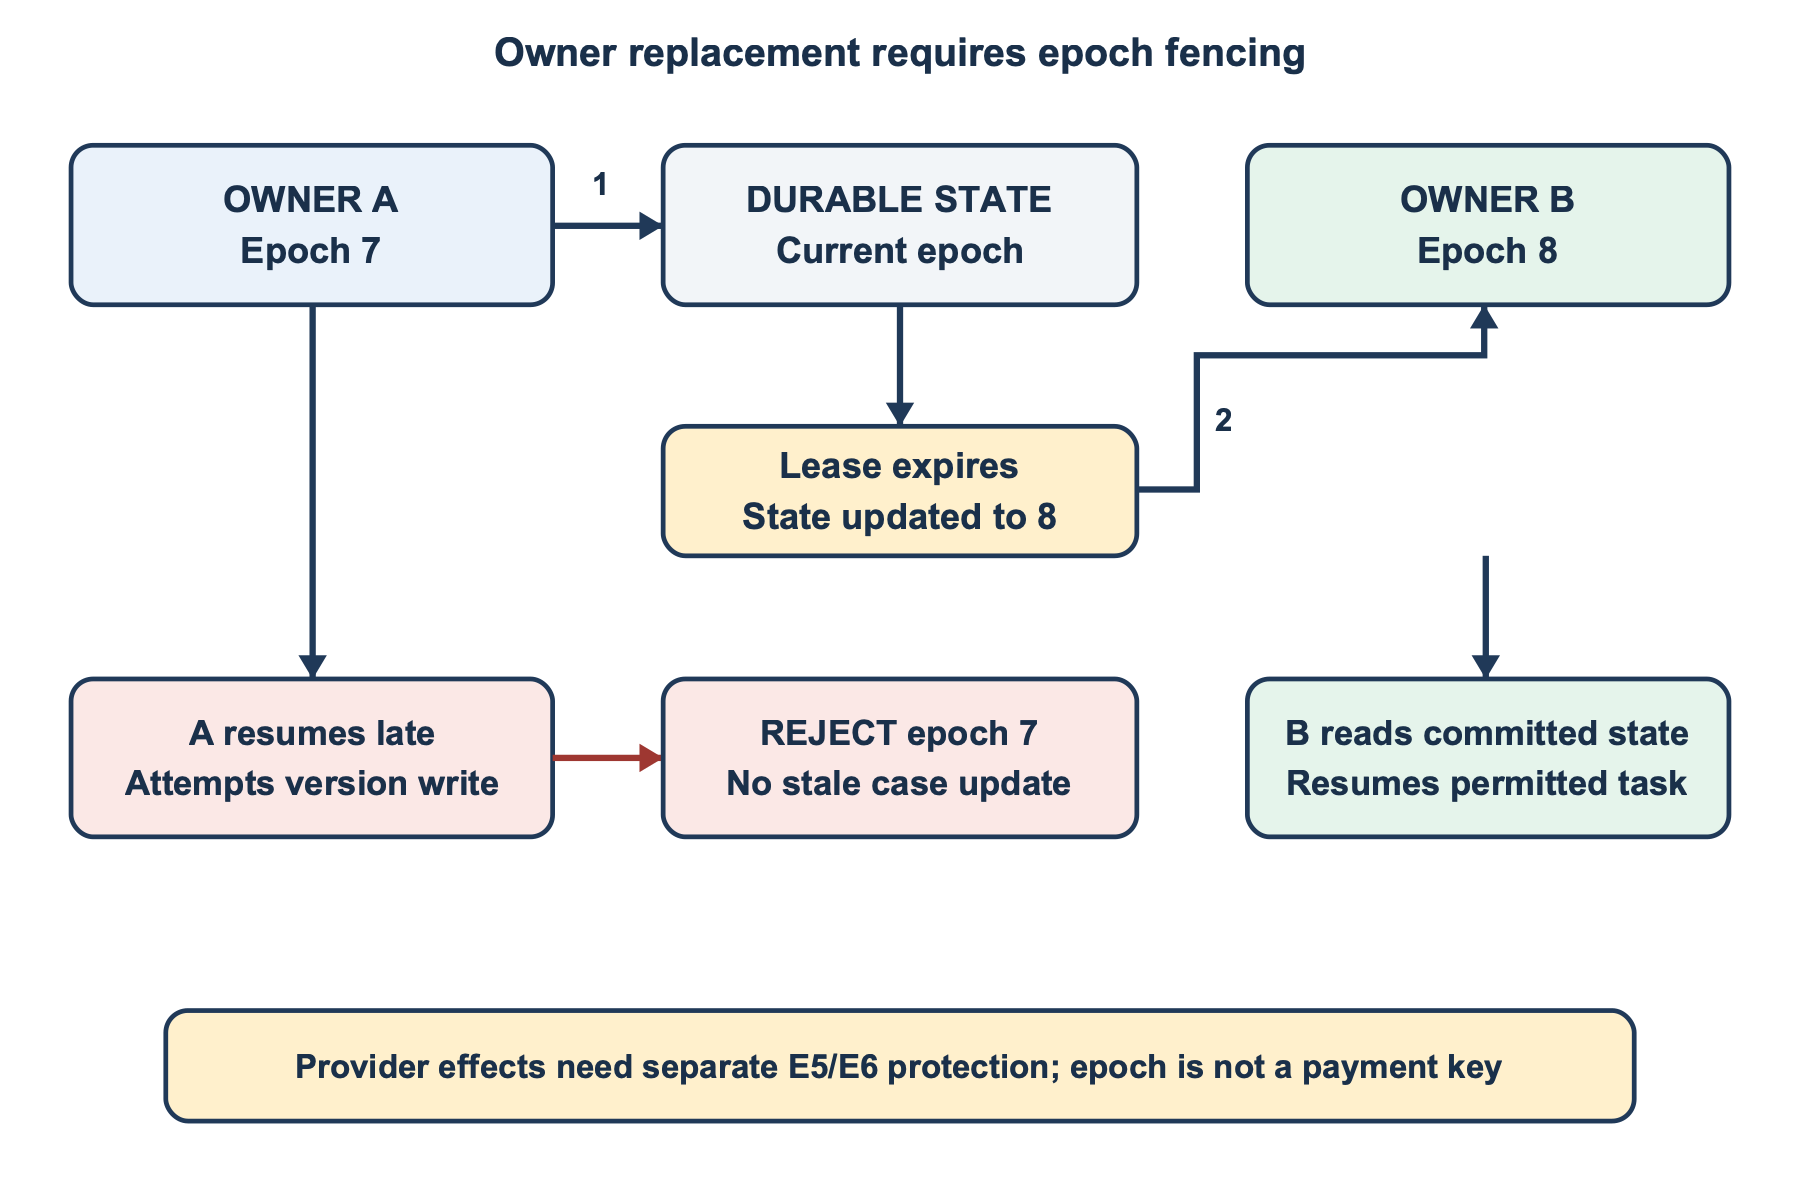 Owner replacement requires epoch fencing
OWNER A
Epoch 7
1
DURABLE STATE
Current epoch
OWNER B
Epoch 8
Lease expires
State updated to 8
2
A resumes late
Attempts version write
REJECT epoch 7
No stale case update
B reads committed state
Resumes permitted task
Provider effects need separate E5/E6 protection; epoch is not a payment key